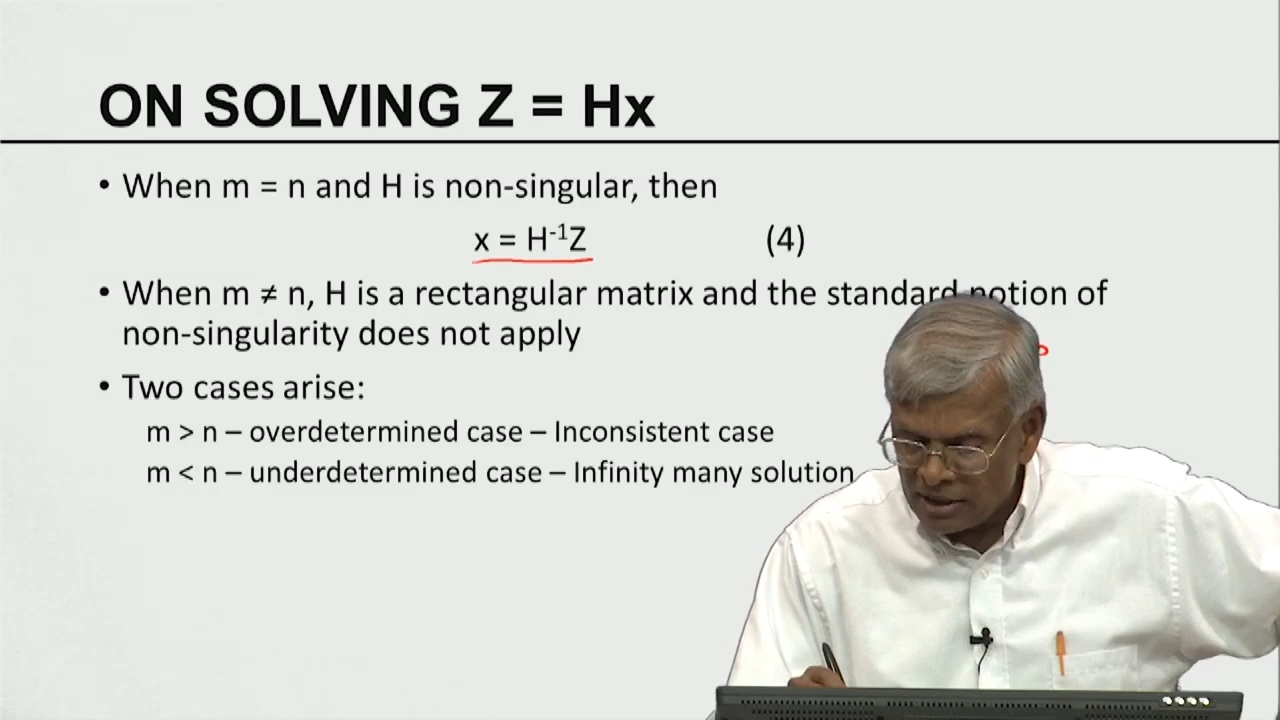 ON SOLVING Z = Hx
• When m = n and H is non-singular, then
x = H⁻¹Z (4)
• When m ≠ n, H is a rectangular matrix and the standard notion of
non-singularity does not apply
• Two cases arise:
m > n – overdetermined case – Inconsistent case
m < n – underdetermined case – Infinity many solution